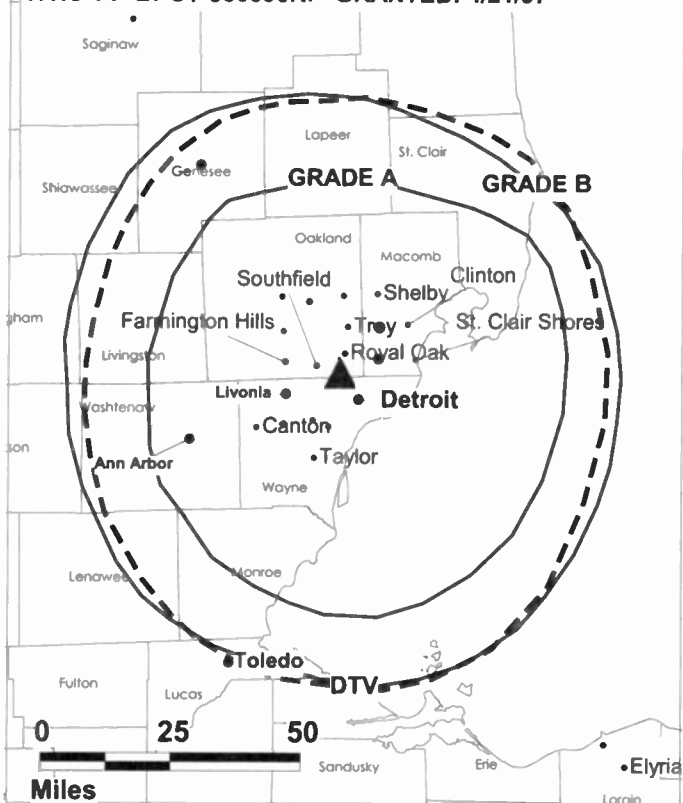 Saginaw
Lapeer
St. Clair
Genesee
Shiawassee
GRADE A
GRADE B
Oakland
Macomb
Southfield
Clinton
Shelby
gham
Farmington Hills
Troy
St. Clair Shores
Livingston
Royal Oak
Livonia
Detroit
Washtenaw
Canton
son
Ann Arbor
Taylor
Wayne
Lenawee
Monroe
Toledo
Fulton
Lucas
DTV
0 25 50
Sandusky
Erie
Elyria
Miles
Lorain